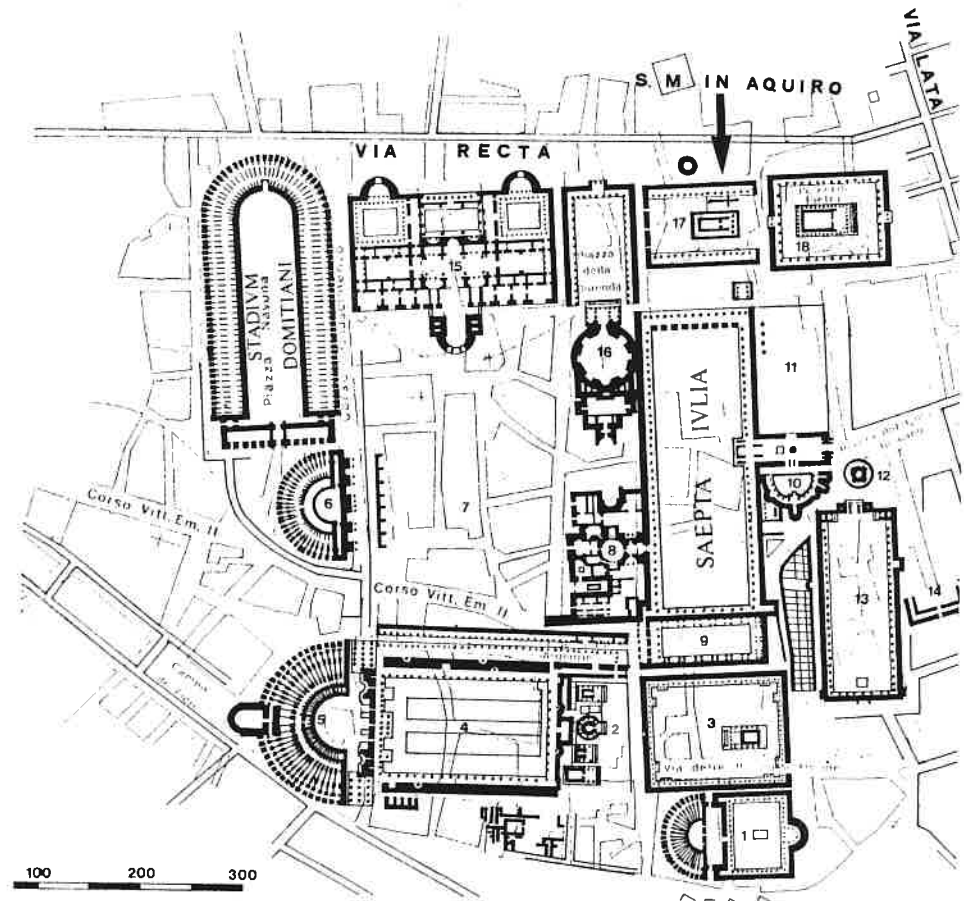 VIA LATA
S. M IN AQUIRO
VIA RECTA
17
18
15
Piazza
della
STADIVM
Piazza Navona
DOMITIANI
16
11
SAEPTA IVLIA
10
12
6
7
8
13
14
Corso Vitt. Em. II
Corso Vitt. Em. II
9
5
4
2
3
Via delle
1
100 200 300